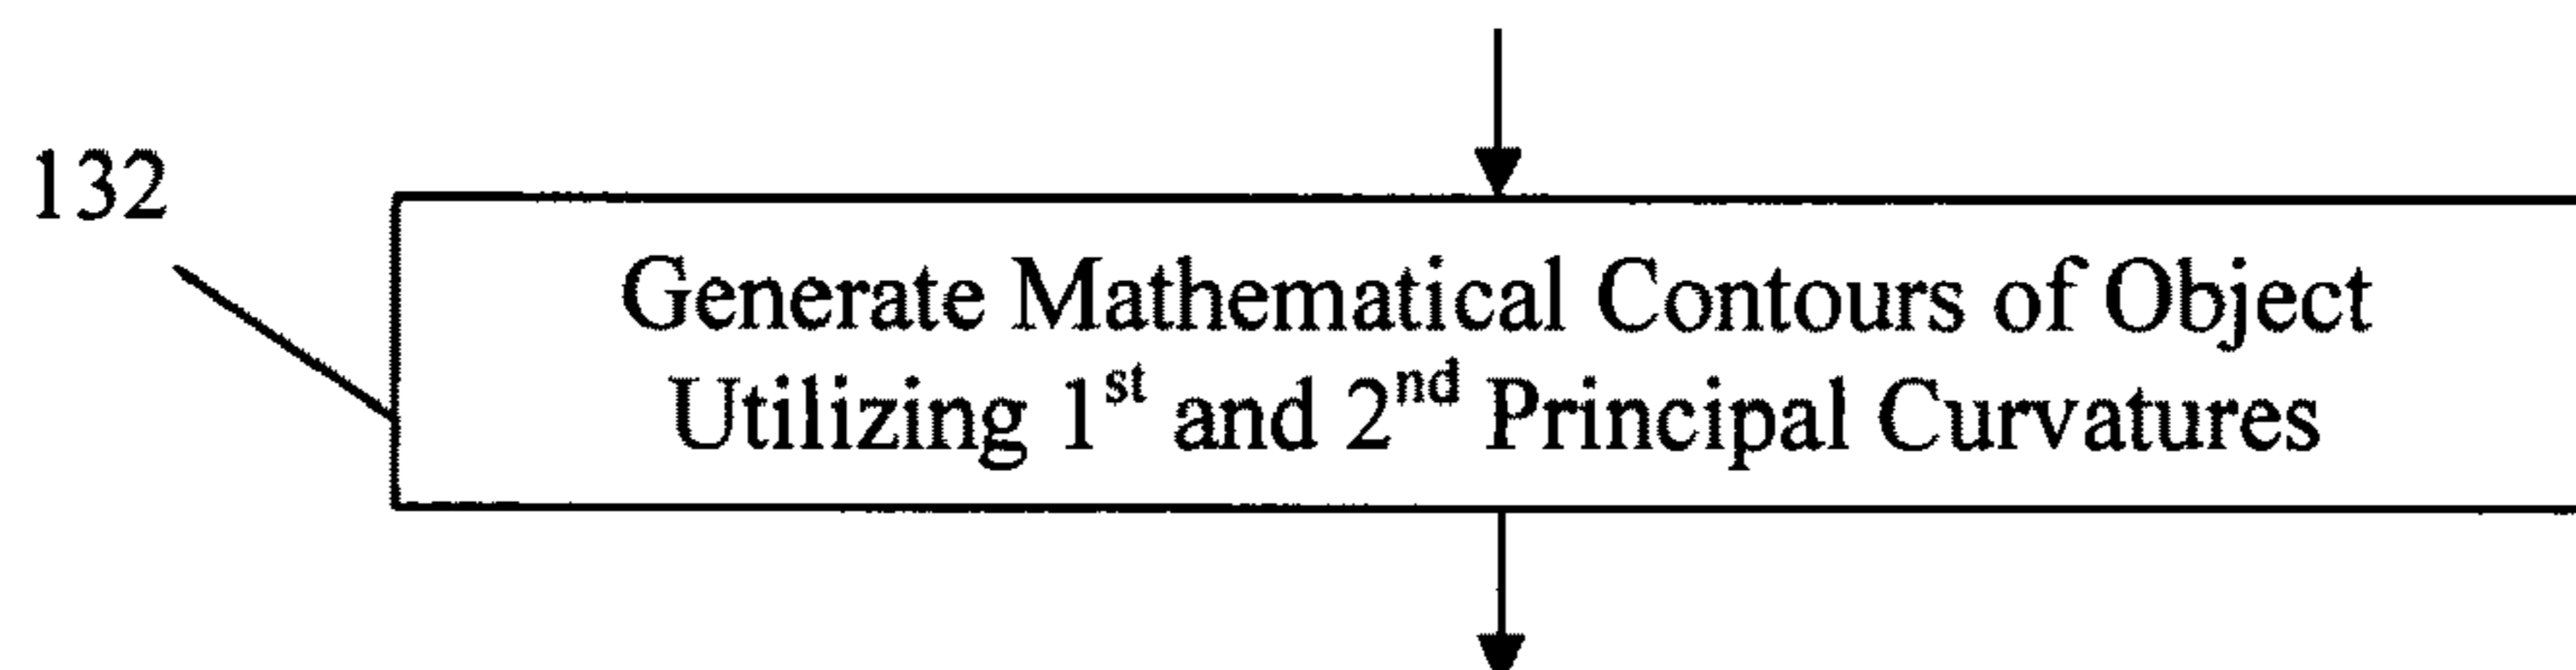 132
Generate Mathematical Contours of Object
Utilizing 1st and 2nd Principal Curvatures